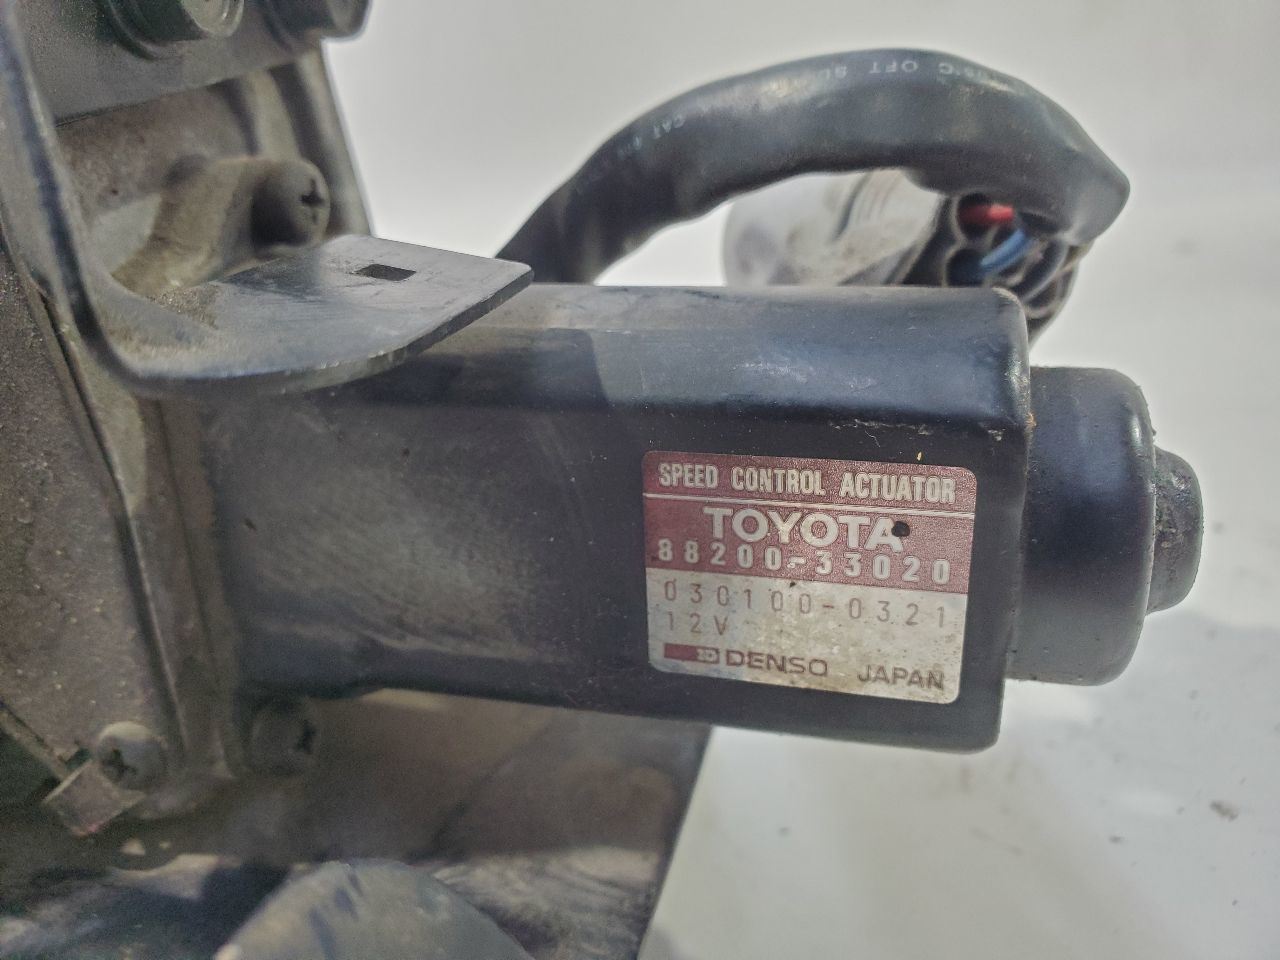 SPEED CONTROL ACTUATOR
TOYOTA
88200-33020
030100-0321
12V
DENSO JAPAN